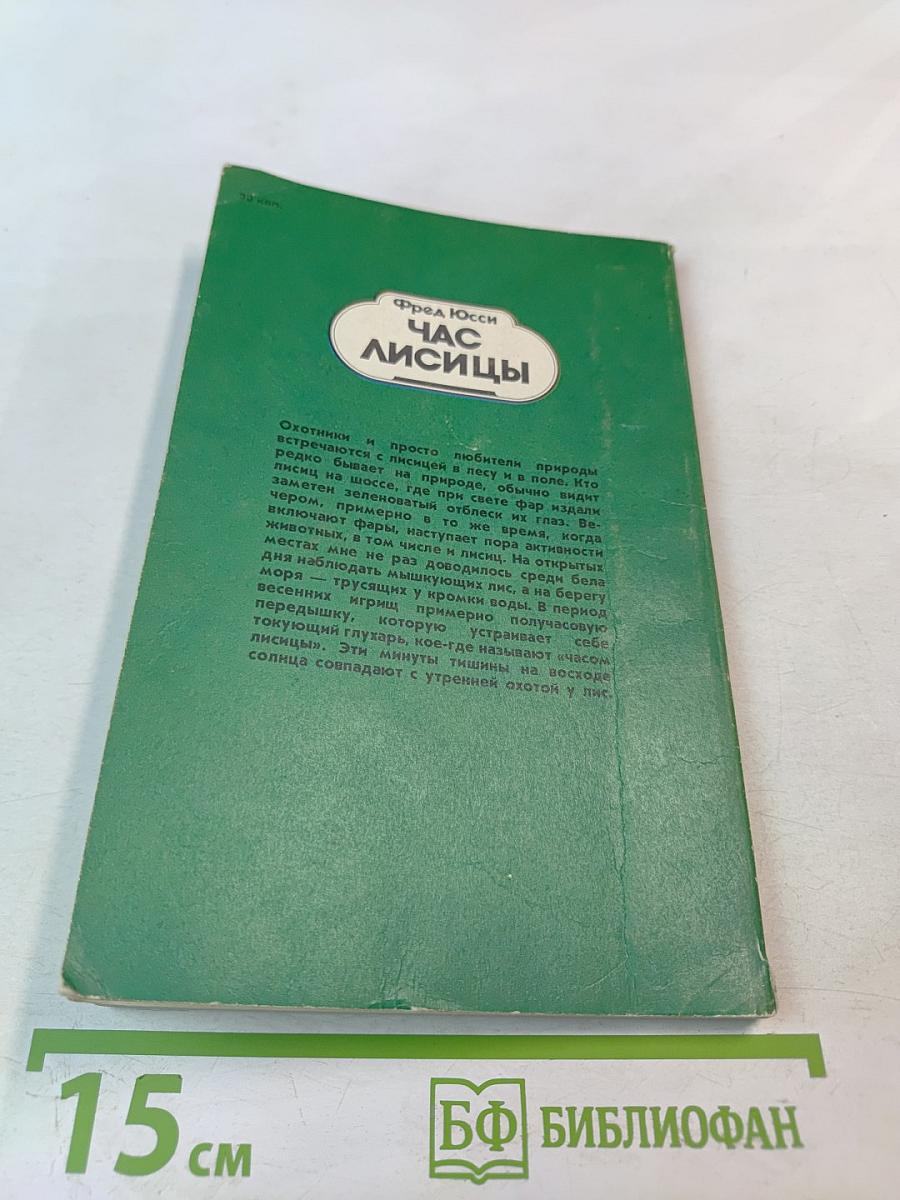 коп.
Фред Юсси
ЧАС
ЛИСИЦЫ
Охотники и просто любители природы
встречаются с лисицей в лесу и в поле. Кто
редко бывает на природе, обычно видит
лисиц на шоссе, где при свете фар издали
заметен зеленоватый отблеск их глаз. Ве-
чером, примерно в то же время, когда
включают фары, наступает пора активности
животных, в том числе и лисиц. На открытых
местах мне не раз доводилось среди бела
дня наблюдать мышкующих лис, а на берегу
моря — трусящих у кромки воды. В период
весенних игрищ примерно получасовую
передышку, которую устраивает себе
токующий глухарь, кое-где называют «часом
лисицы». Эти минуты тишины на восходе
солнца совпадают с утренней охотой у лис.
15 см
БФ БИБЛИОФАН